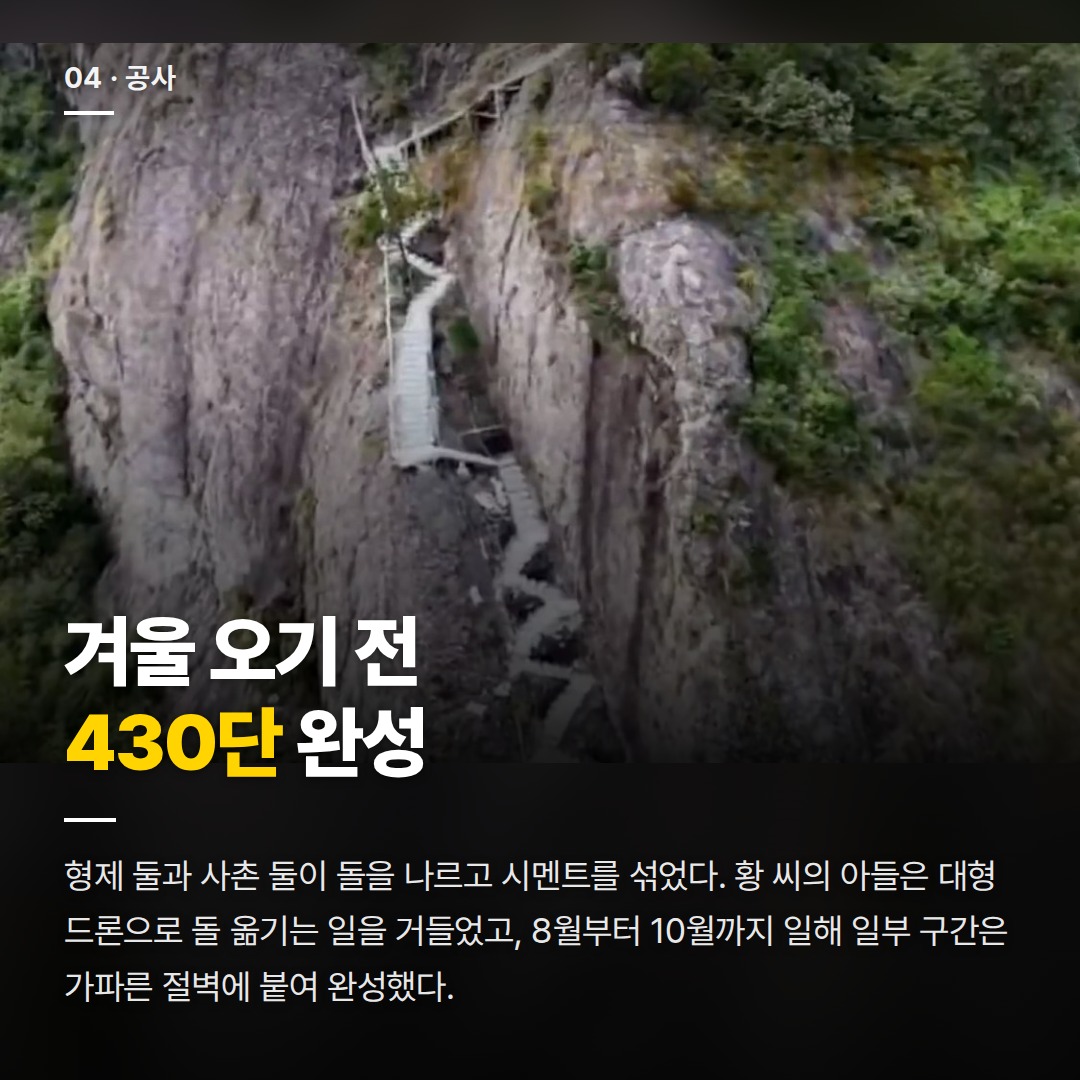 04 · 공사
겨울 오기 전
430단 완성
형제 둘과 사촌 둘이 돌을 나르고 시멘트를 섞었다. 황 씨의 아들은 대형
드론으로 돌 옮기는 일을 거들었고, 8월부터 10월까지 일해 일부 구간은
가파른 절벽에 붙여 완성했다.